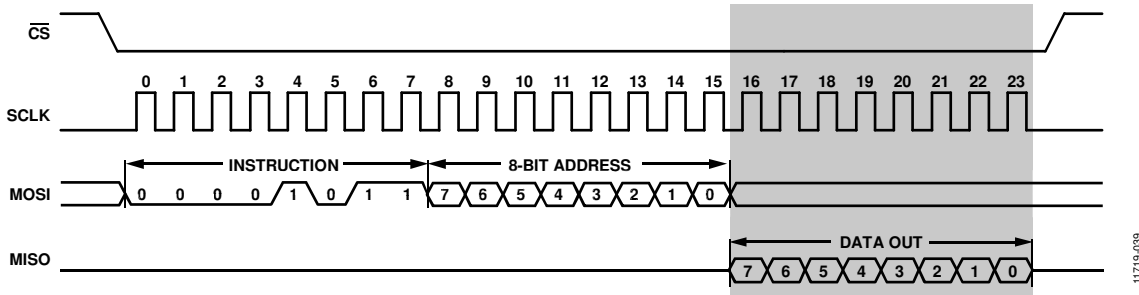 CS
0 1 2 3 4 5 6 7 8 9 10 11 12 13 14 15 16 17 18 19 20 21 22 23
SCLK
INSTRUCTION 8-BIT ADDRESS
MOSI 0 0 0 0 1 0 1 1 7 6 5 4 3 2 1 0
DATA OUT
MISO 7 6 5 4 3 2 1 0
11719-039